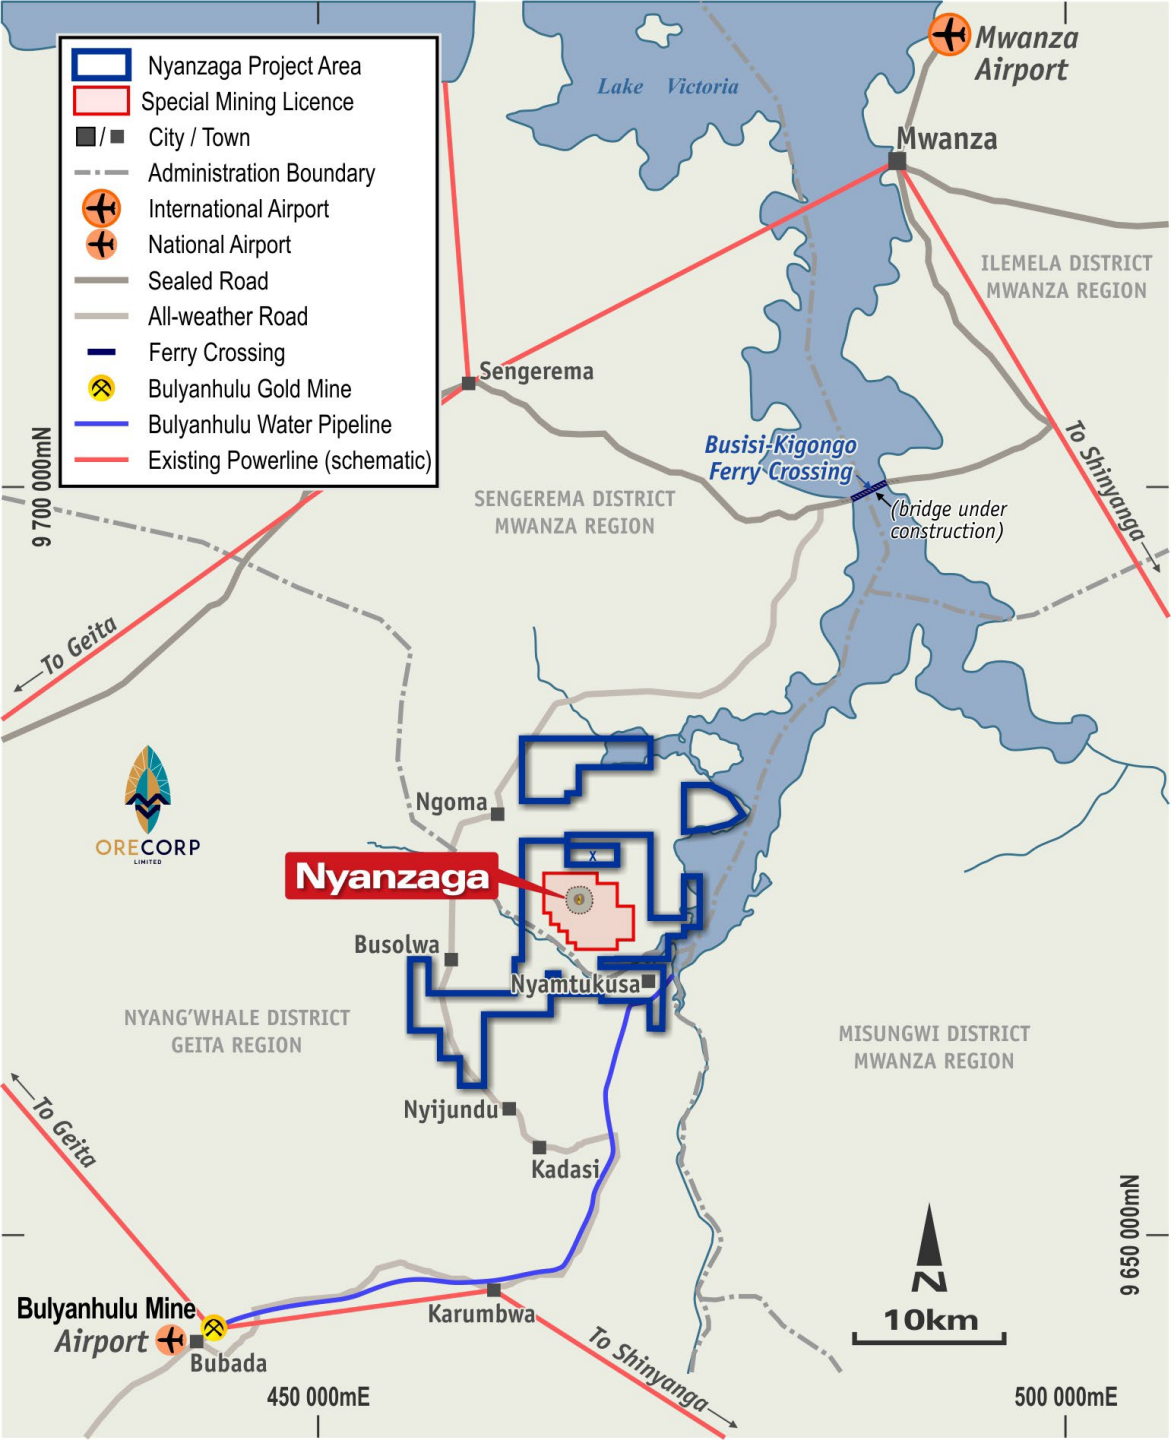 Nyanzaga Project Area
Special Mining Licence
/ City / Town
Administration Boundary
International Airport
National Airport
Sealed Road
All-weather Road
Ferry Crossing
Bulyanhulu Gold Mine
Bulyanhulu Water Pipeline
Existing Powerline (schematic)
Lake Victoria
Mwanza
Airport
Mwanza
ILEMELA DISTRICT
MWANZA REGION
Sengerema
To Shinyanga
Busisi-Kigongo
Ferry Crossing
(bridge under
construction)
SENGEREMA DISTRICT
MWANZA REGION
9 700 000mN
To Geita
ORECORP
LIMITED
Ngoma
X
Nyanzaga
Busolwa
Nyamtukusa
NYANG'WHALE DISTRICT
GEITA REGION
MISUNGWI DISTRICT
MWANZA REGION
To Geita
Nyijundu
Kadasi
9 650 000mN
N
10km
Bulyanhulu Mine
Airport
Bubada
Karumbwa
To Shinyanga
450 000mE
500 000mE